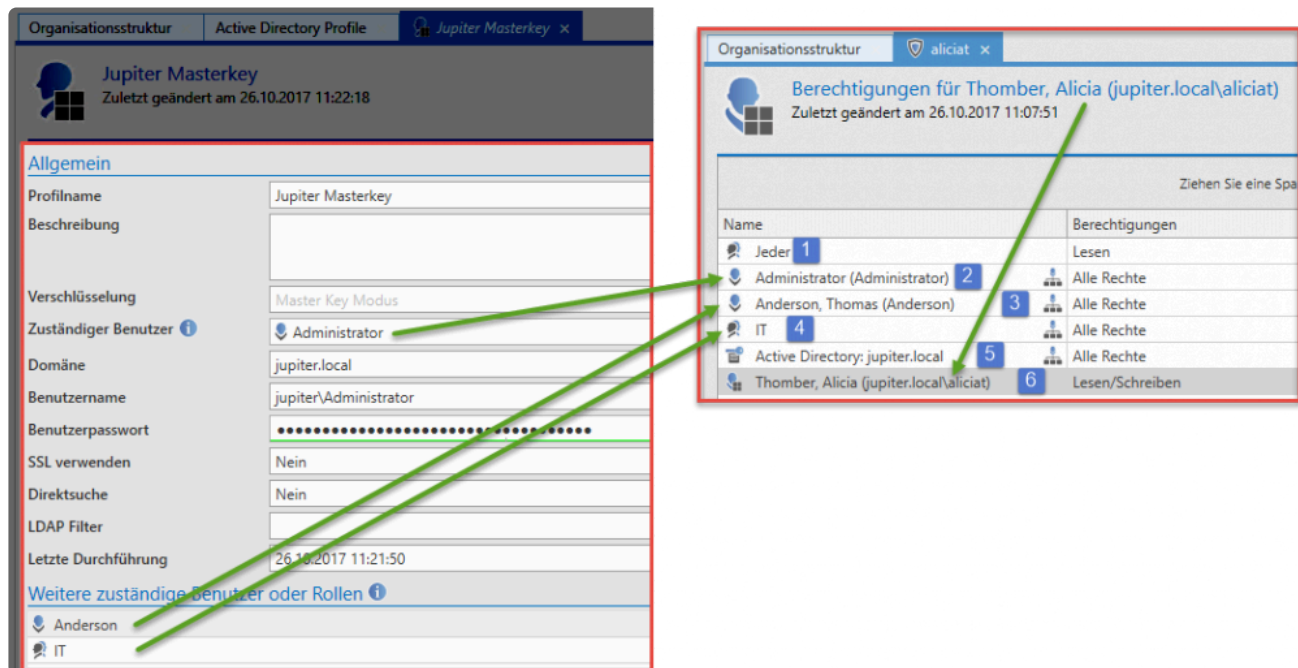 Organisationsstruktur Active Directory Profile Jupiter Masterkey ×
Jupiter Masterkey
Zuletzt geändert am 26.10.2017 11:22:18
Allgemein
Profilname Jupiter Masterkey
Beschreibung
Verschlüsselung Master Key Modus
Zuständiger Benutzer Administrator
Domäne jupiter.local
Benutzername jupiter\Administrator
Benutzerpasswort
SSL verwenden Nein
Direktsuche Nein
LDAP Filter
Letzte Durchführung 26.10.2017 11:21:50
Weitere zuständige Benutzer oder Rollen
Anderson
IT
Organisationsstruktur aliciat ×
Berechtigungen für Thomber, Alicia (jupiter.local\aliciat)
Zuletzt geändert am 26.10.2017 11:07:51
Ziehen Sie eine Spa
Name Berechtigungen
Jeder 1 Lesen
Administrator (Administrator) 2 Alle Rechte
Anderson, Thomas (Anderson) 3 Alle Rechte
IT 4 Alle Rechte
Active Directory: jupiter.local 5 Alle Rechte
Thomber, Alicia (jupiter.local\aliciat) 6 Lesen/Schreiben